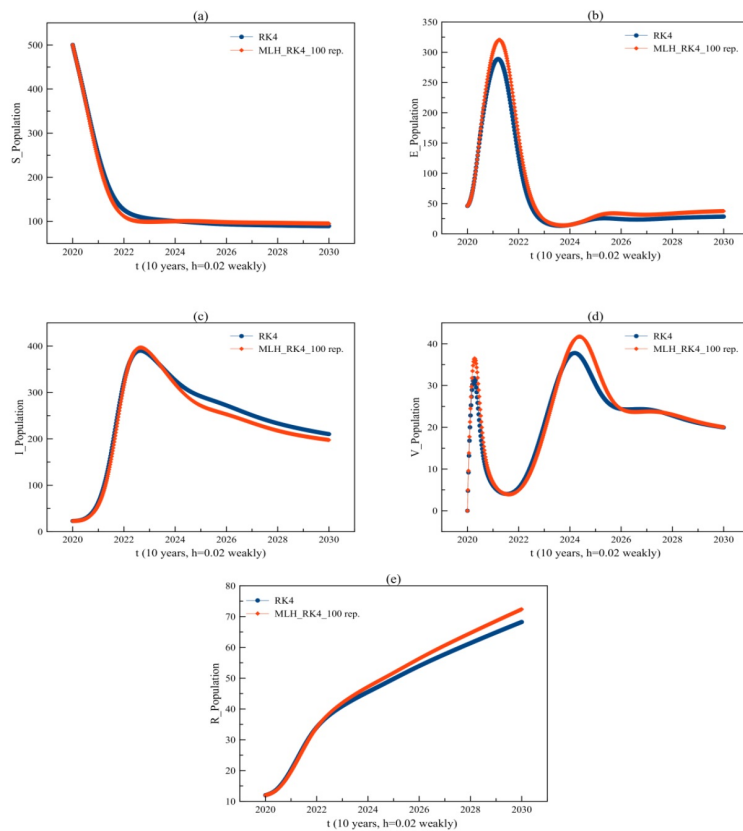 (a)
500
400
300
200
100
S_Population
RK4
MLH_RK4_100 rep.
2020 2022 2024 2026 2028 2030
t (10 years, h=0.02 weakly)
(b)
350
300
250
200
150
100
50
0
E_Population
RK4
MLH_RK4_100 rep.
2020 2022 2024 2026 2028 2030
t (10 years, h=0.02 weakly)
(c)
400
300
200
100
0
I_Population
RK4
MLH_RK4_100 rep.
2020 2022 2024 2026 2028 2030
t (10 years, h=0.02 weakly)
(d)
40
30
20
10
0
V_Population
RK4
MLH_RK4_100 rep.
2020 2022 2024 2026 2028 2030
t (10 years, h=0.02 weakly)
(e)
80
70
60
50
40
30
20
10
R_Population
RK4
MLH_RK4_100 rep.
2020 2022 2024 2026 2028 2030
t (10 years, h=0.02 weakly)